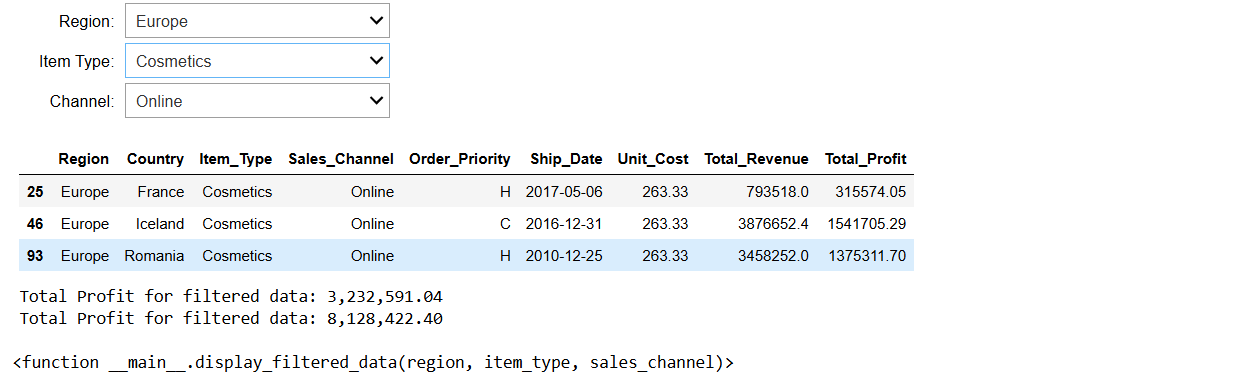 Region: Europe
Item Type: Cosmetics
Channel: Online
Region Country Item_Type Sales_Channel Order_Priority Ship_Date Unit_Cost Total_Revenue Total_Profit
25 Europe France Cosmetics Online H 2017-05-06 263.33 793518.0 315574.05
46 Europe Iceland Cosmetics Online C 2016-12-31 263.33 3876652.4 1541705.29
93 Europe Romania Cosmetics Online H 2010-12-25 263.33 3458252.0 1375311.70
Total Profit for filtered data: 3,232,591.04
Total Profit for filtered data: 8,128,422.40
<function __main__.display_filtered_data(region, item_type, sales_channel)>